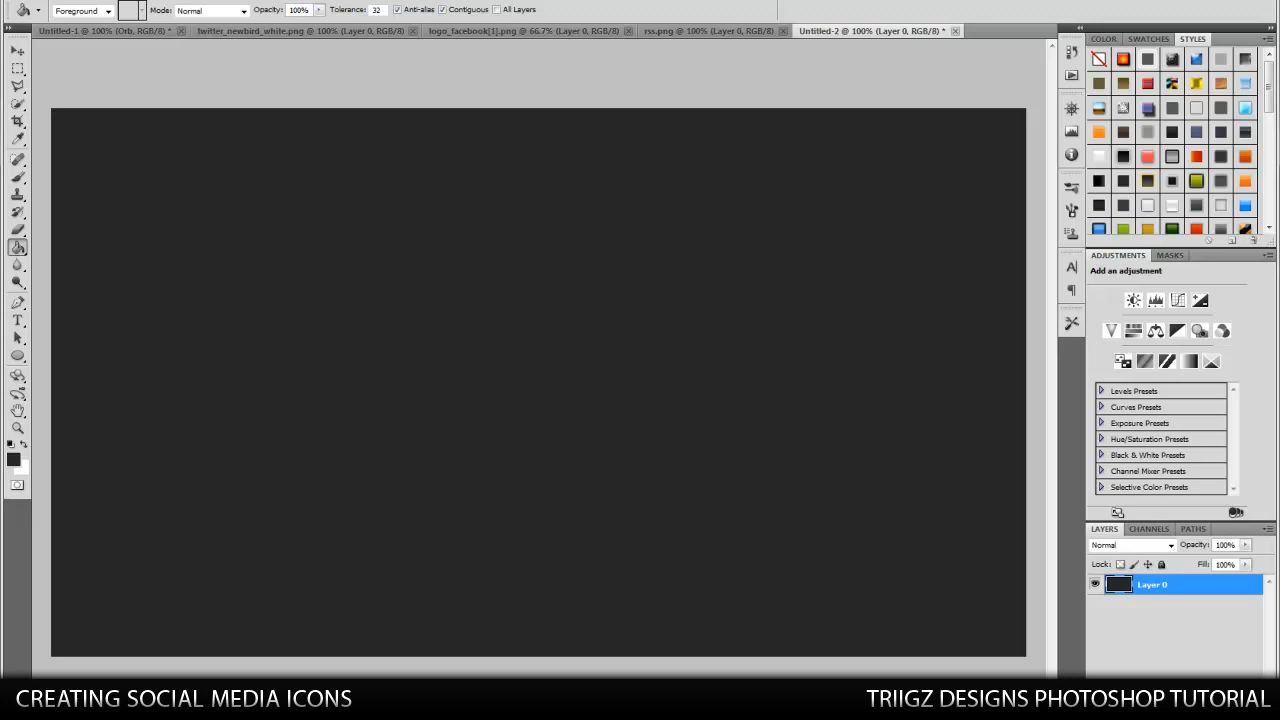 Foreground Mode: Normal Opacity: 100% Tolerance: 32 Anti-alias Contiguous All Layers
Untitled-1 @ 100% (Orb, RGB/8) * twitter_newbird_white.png @ 100% (Layer 0, RGB/8) logo_facebook[1].png @ 66.7% (Layer 0, RGB/8) rss.png @ 100% (Layer 0, RGB/8) Untitled-2 @ 100% (Layer 0, RGB/8) *
COLOR SWATCHES STYLES
ADJUSTMENTS MASKS
Add an adjustment
Levels Presets
Curves Presets
Exposure Presets
Hue/Saturation Presets
Black & White Presets
Channel Mixer Presets
Selective Color Presets
LAYERS CHANNELS PATHS
Normal Opacity: 100%
Lock: Fill: 100%
Layer 0
CREATING SOCIAL MEDIA ICONS TRIIGZ DESIGNS PHOTOSHOP TUTORIAL